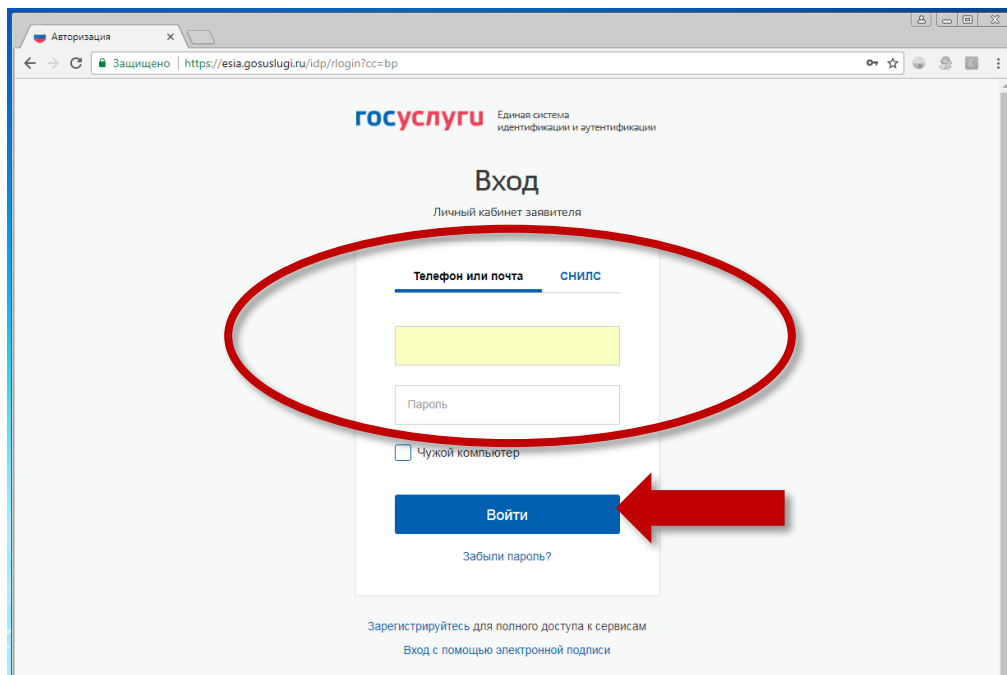 Авторизация
Защищено | https://esia.gosuslugi.ru/idp/rlogin?cc=bp
госуслуги
Единая система
идентификации и аутентификации
Вход
Личный кабинет заявителя
Телефон или почта СНИЛС
Пароль
Чужой компьютер
Войти
Забыли пароль?
Зарегистрируйтесь для полного доступа к сервисам
Вход с помощью электронной подписи